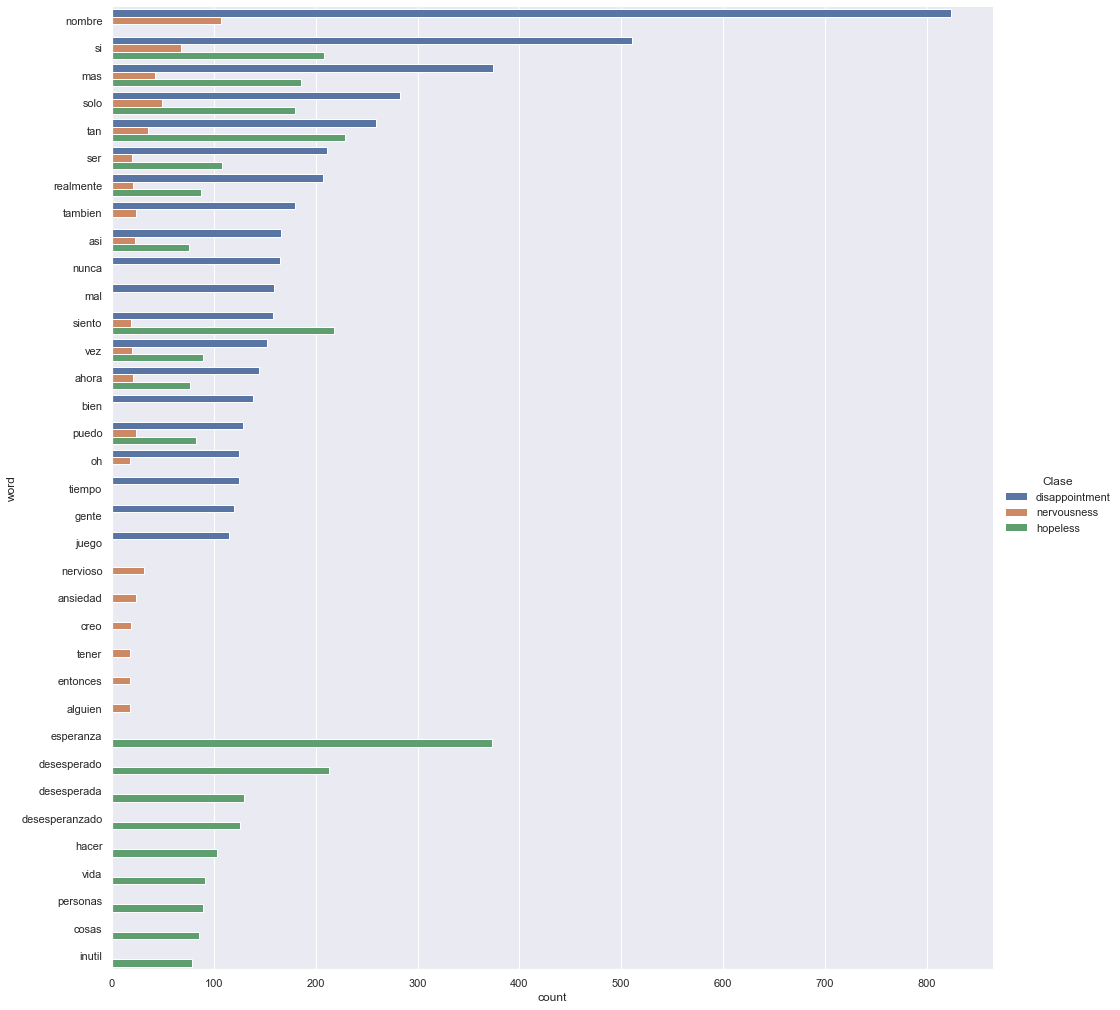 nombre
si
mas
solo
tan
ser
realmente
tambien
asi
nunca
mal
siento
vez
ahora
bien
puedo
oh
tiempo
gente
juego
nervioso
ansiedad
creo
tener
entonces
alguien
esperanza
desesperado
desesperada
desesperanzado
hacer
vida
personas
cosas
inutil
word
0 100 200 300 400 500 600 700 800
count
Clase
disappointment
nervousness
hopeless